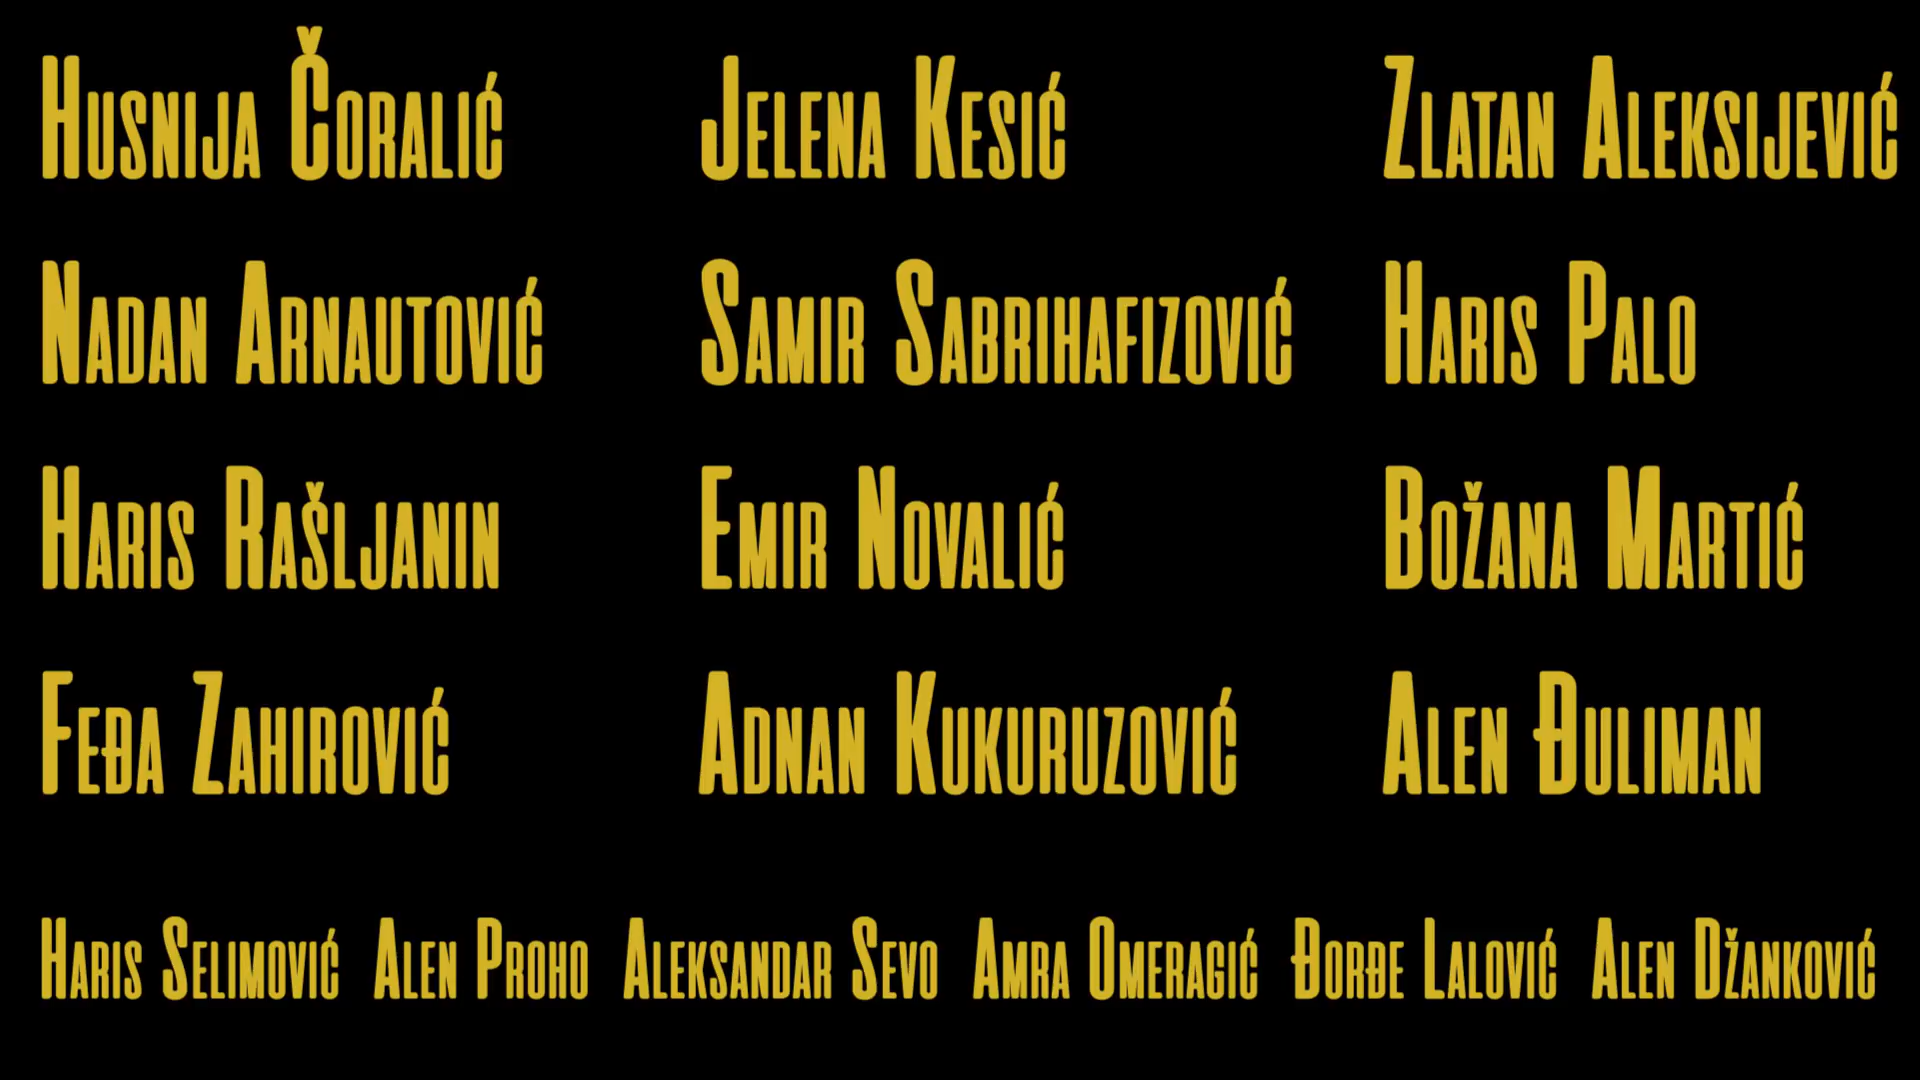 Husnija Čoralić Jelena Kesić Zlatan Aleksijević
Nadan Arnautović Samir Sabrihafizović Haris Palo
Haris Rašljanin Emir Novalić Božana Martić
Feđa Zahirović Adnan Kukuruzović Alen Đuliman
Haris Selimović Alen Proho Aleksandar Sevo Amra Omeragić Đorđe Lalović Alen Džanković